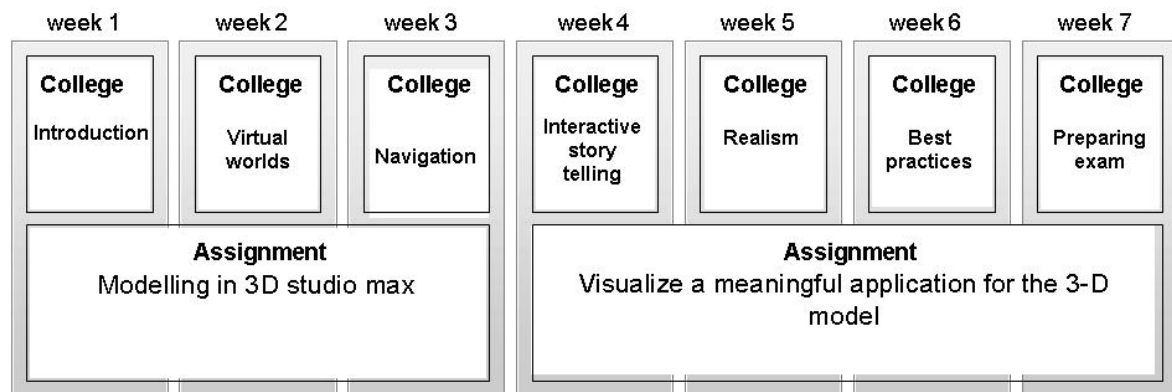 week 1
week 2
week 3
week 4
week 5
week 6
week 7
College
Introduction
College
Virtual
worlds
College
Navigation
College
Interactive
story
telling
College
Realism
College
Best
practices
College
Preparing
exam
Assignment
Modelling in 3D studio max
Assignment
Visualize a meaningful application for the 3-D
model